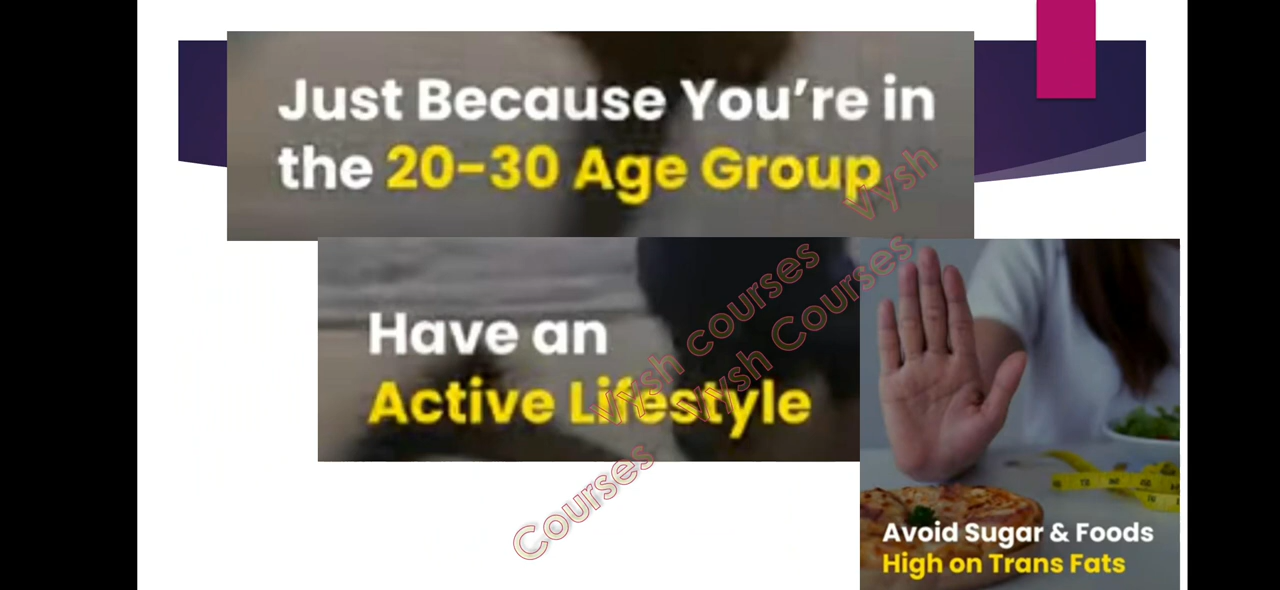 Just Because You’re in
the 20-30 Age Group
Vysh
Have an
Active Lifestyle
Vysh courses
Vysh Courses
Courses
Avoid Sugar & Foods
High on Trans Fats